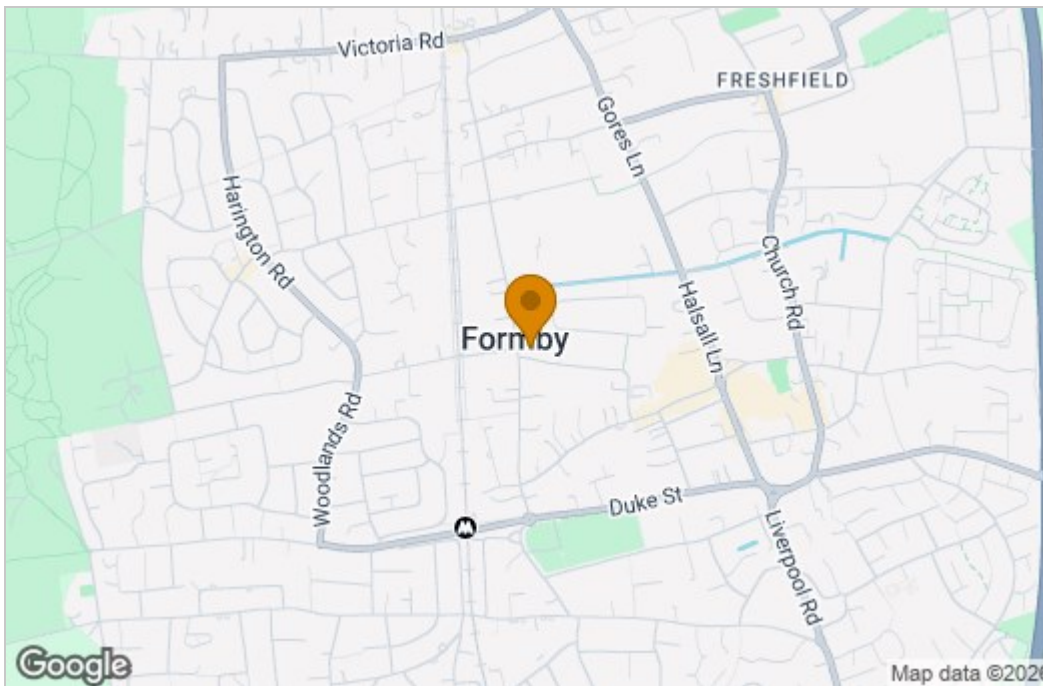 Victoria Rd
FRESHFIELD
Gores Ln
Harington Rd
Church Rd
Halsall Ln
Formby
Woodlands Rd
Duke St
Liverpool Rd
Google
Map data ©2026